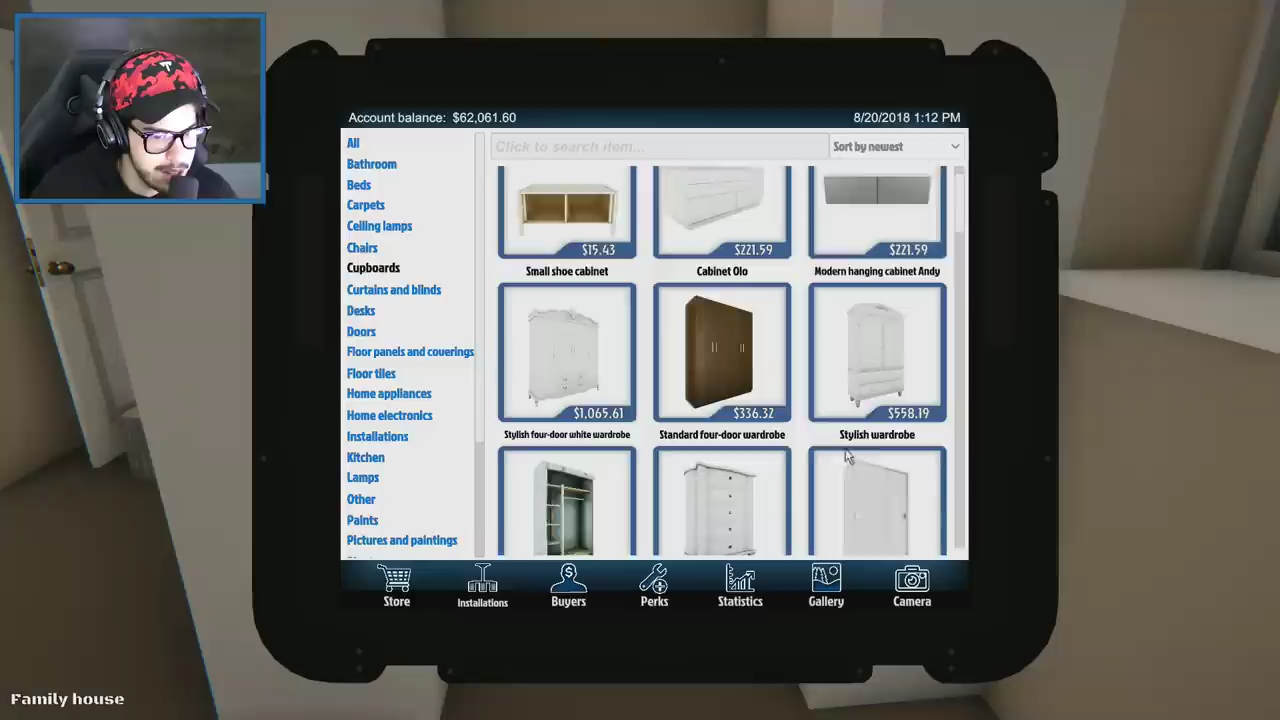 Account balance: $62,061.60
8/20/2018 1:12 PM
All
Bathroom
Beds
Carpets
Ceiling lamps
Chairs
Cupboards
Curtains and blinds
Desks
Doors
Floor panels and coverings
Floor tiles
Home appliances
Home electronics
Installations
Kitchen
Lamps
Other
Paints
Pictures and paintings
Click to search item...
Sort by newest
$15.43
$221.59
$221.59
Small shoe cabinet
Cabinet Olo
Modern hanging cabinet Andy
$1,065.61
$336.32
$558.19
Stylish four-door white wardrobe
Standard four-door wardrobe
Stylish wardrobe
Store
Installations
Buyers
Perks
Statistics
Gallery
Camera
Family house